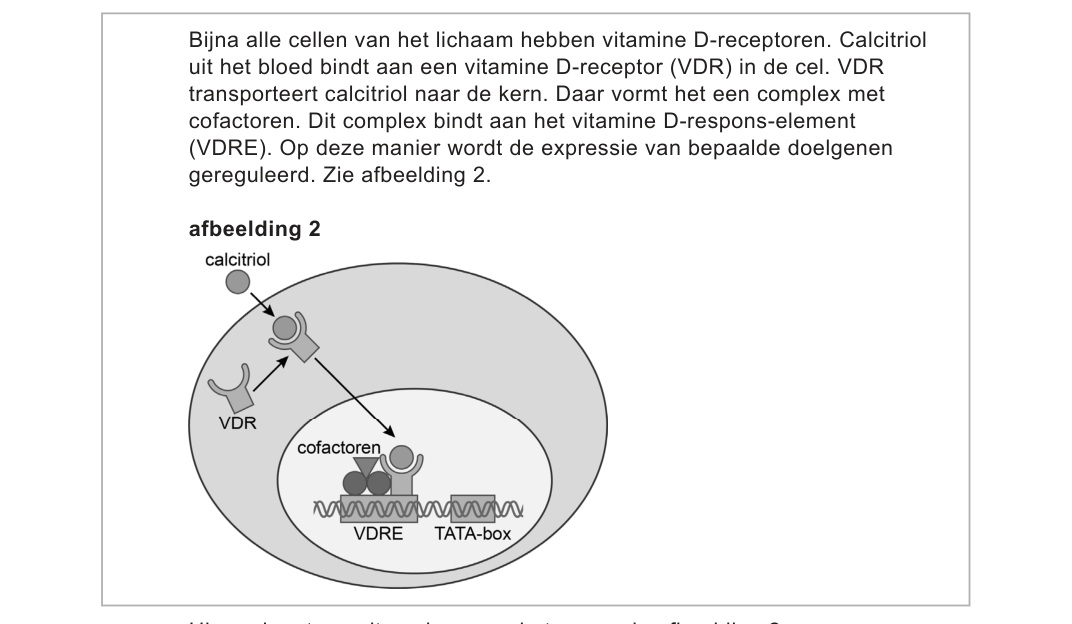 Bijna alle cellen van het lichaam hebben vitamine D-receptoren. Calcitriol
uit het bloed bindt aan een vitamine D-receptor (VDR) in de cel. VDR
transporteert calcitriol naar de kern. Daar vormt het een complex met
cofactoren. Dit complex bindt aan het vitamine D-respons-element
(VDRE). Op deze manier wordt de expressie van bepaalde doelgenen
gereguleerd. Zie afbeelding 2.
afbeelding 2
calcitriol
VDR
cofactoren
VDRE
TATA-box